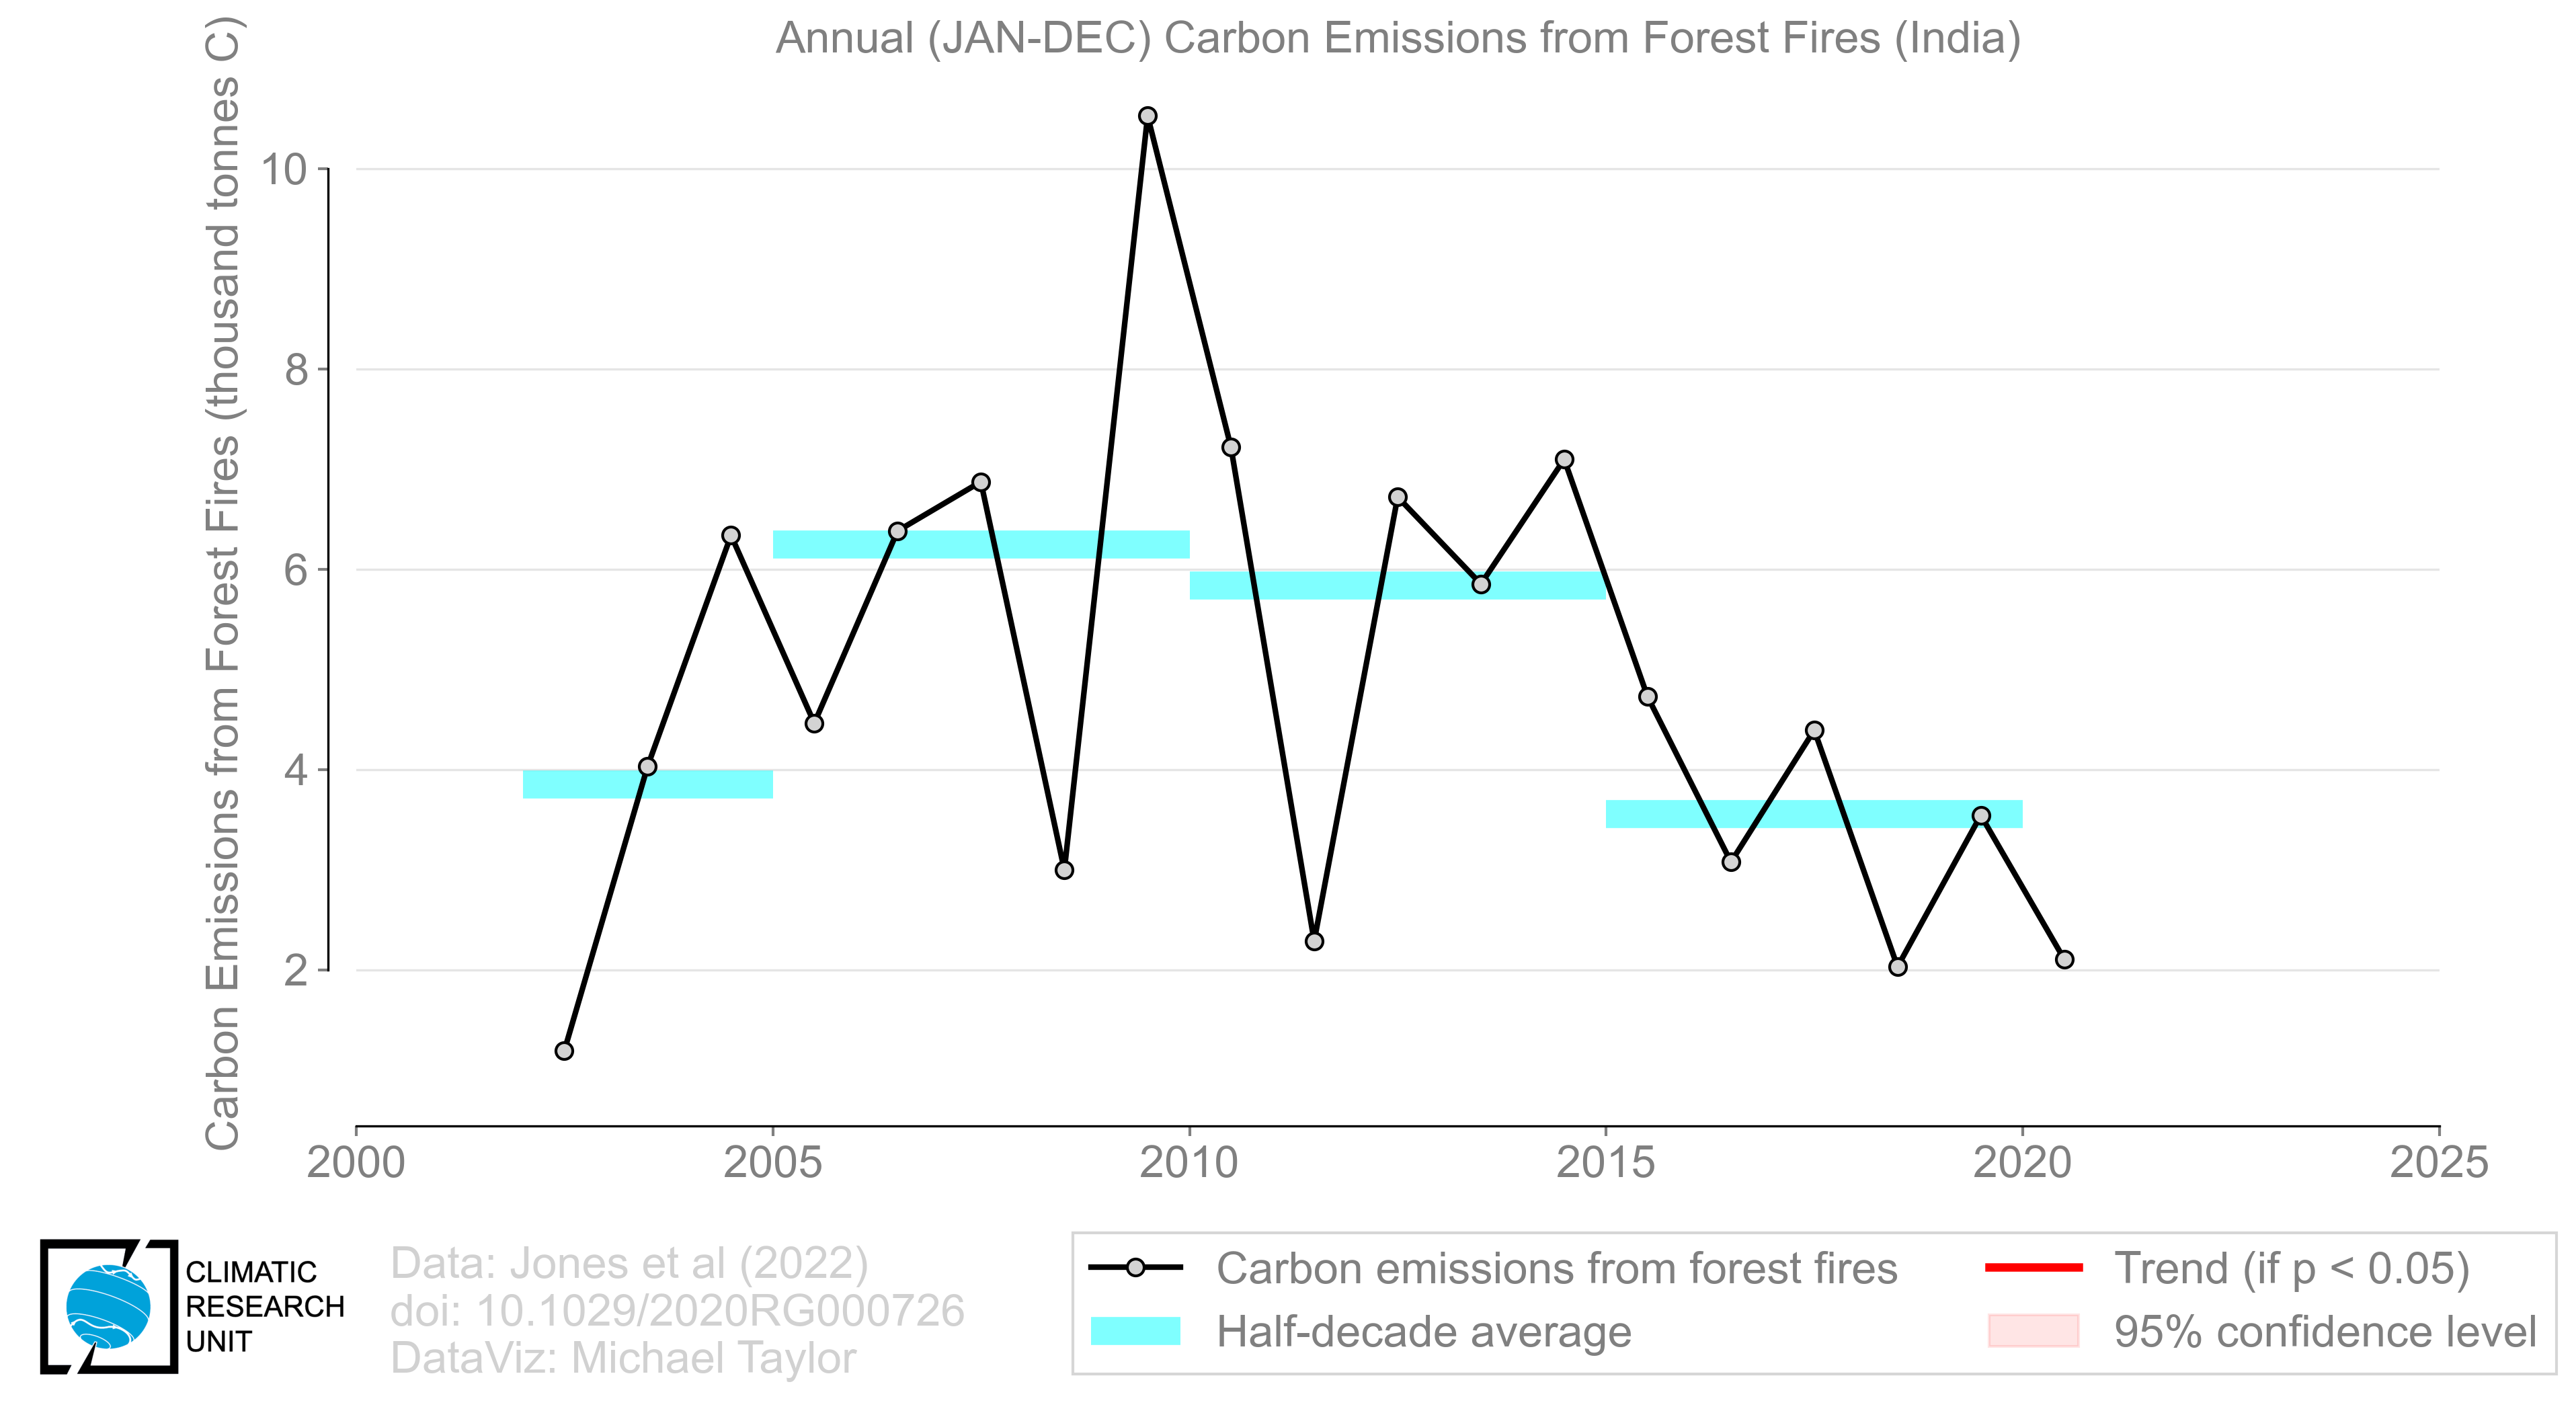 Annual (JAN-DEC) Carbon Emissions from Forest Fires (India)
Carbon Emissions from Forest Fires (thousand tonnes C)
10
8
6
4
2
2000 2005 2010 2015 2020 2025
CLIMATIC
RESEARCH
UNIT
Data: Jones et al (2022)
doi: 10.1029/2020RG000726
DataViz: Michael Taylor
Carbon emissions from forest fires
Half-decade average
Trend (if p < 0.05)
95% confidence level